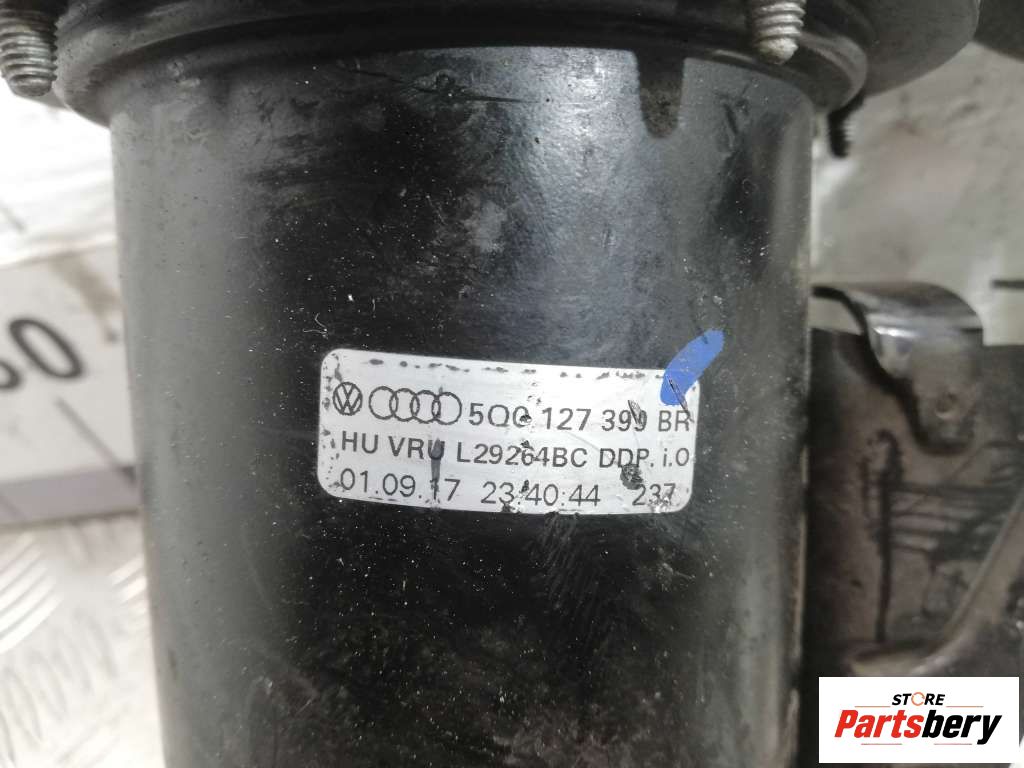 5QC 127 399 BR
HU VRU L29264BC DDP. i.O
01.09.17 23:40:44 237
STORE
Partsbery